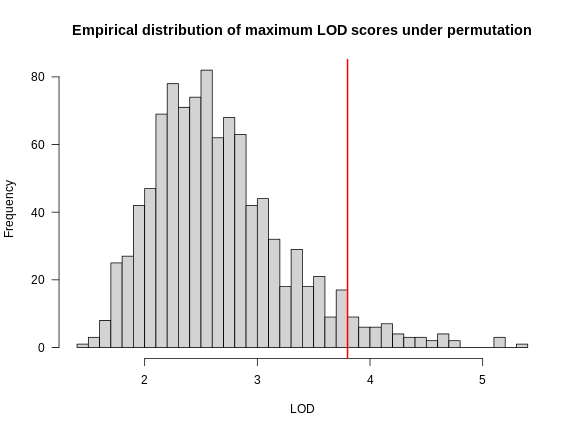 Empirical distribution of maximum LOD scores under permutation
80
60
40
20
0
Frequency
2 3 4 5
LOD